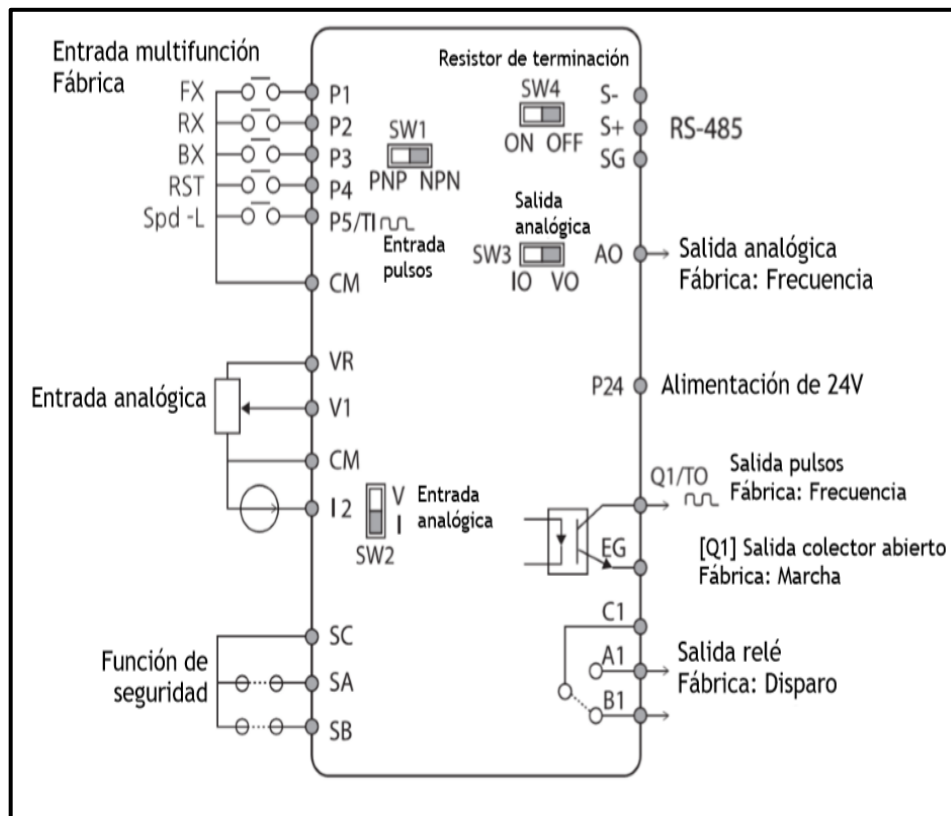 Entrada multifunción
Fábrica
FX
RX
BX
RST
Spd -L
P1
P2
P3
P4
P5/TI
CM
SW1
PNP NPN
Entrada
pulsos
Resistor de terminación
SW4
ON OFF
S-
S+
SG
RS-485
Salida
analógica
SW3
IO VO
AO
Salida analógica
Fábrica: Frecuencia
Entrada analógica
VR
V1
CM
I2
V
I
SW2
Entrada
analógica
P24
Alimentación de 24V
Q1/TO
Salida pulsos
Fábrica: Frecuencia
EG
[Q1] Salida colector abierto
Fábrica: Marcha
Función de
seguridad
SC
SA
SB
C1
A1
B1
Salida relé
Fábrica: Disparo